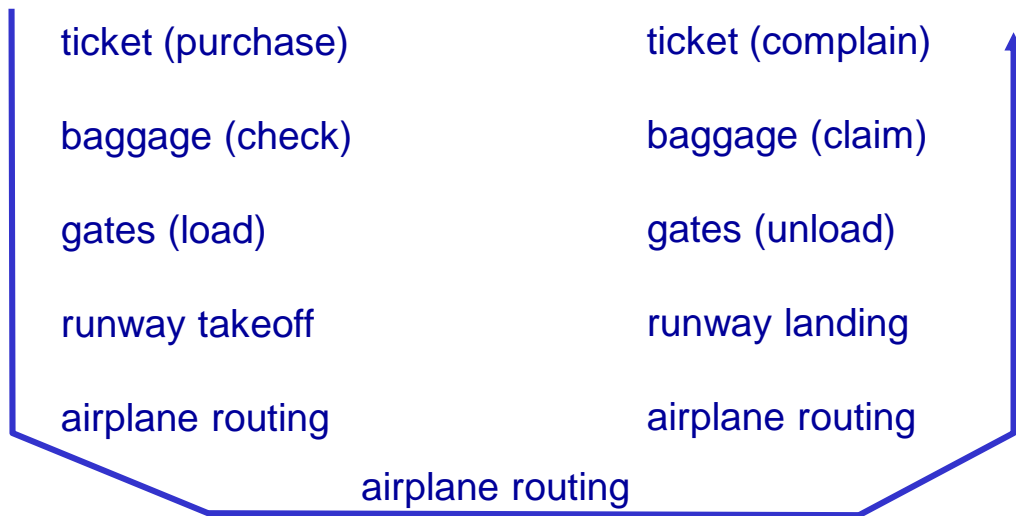 ticket (purchase)
baggage (check)
gates (load)
runway takeoff
airplane routing
airplane routing
ticket (complain)
baggage (claim)
gates (unload)
runway landing
airplane routing